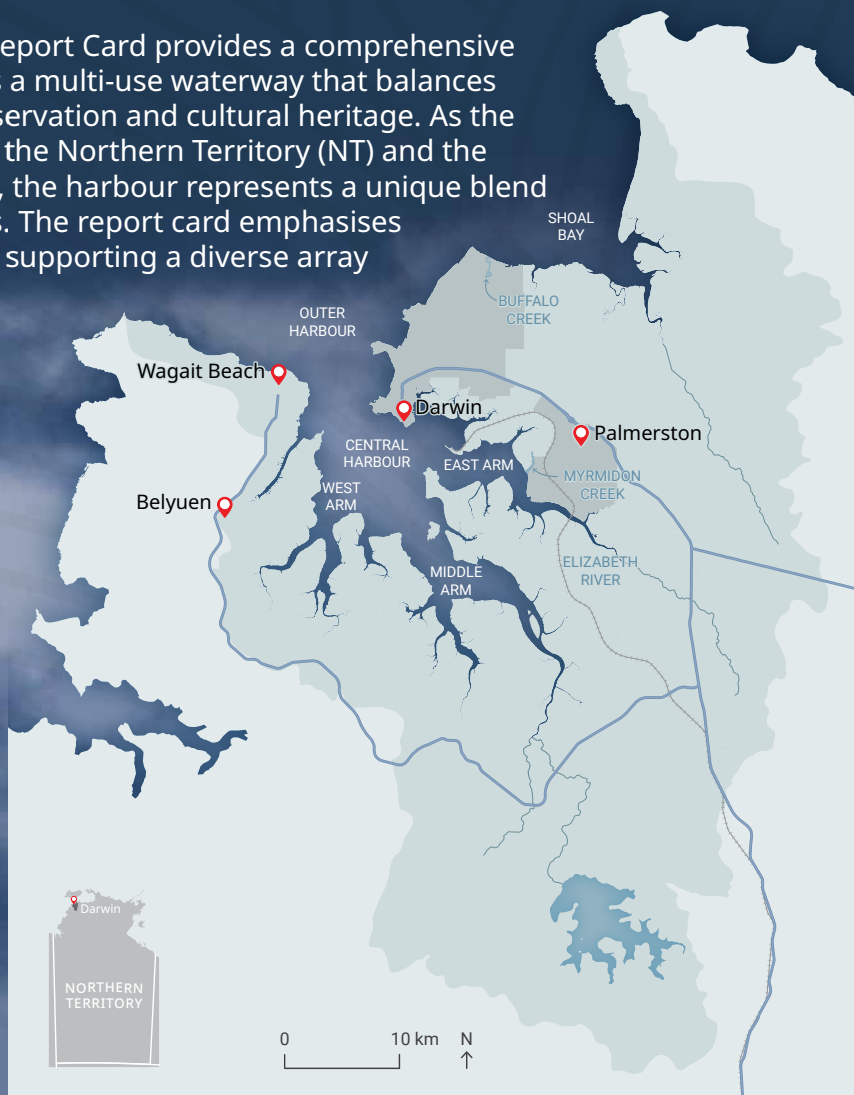 eport Card provides a comprehensive
a multi-use waterway that balances
servation and cultural heritage. As the
the Northern Territory (NT) and the
, the harbour represents a unique blend
. The report card emphasises
supporting a diverse array
SHOAL
BAY
BUFFALO
CREEK
OUTER
HARBOUR
Wagait Beach
Darwin
Palmerston
CENTRAL
HARBOUR
EAST ARM
MYRMIDON
CREEK
WEST
ARM
Belyuen
ELIZABETH
RIVER
MIDDLE
ARM
Darwin
NORTHERN
TERRITORY
0 10 km N